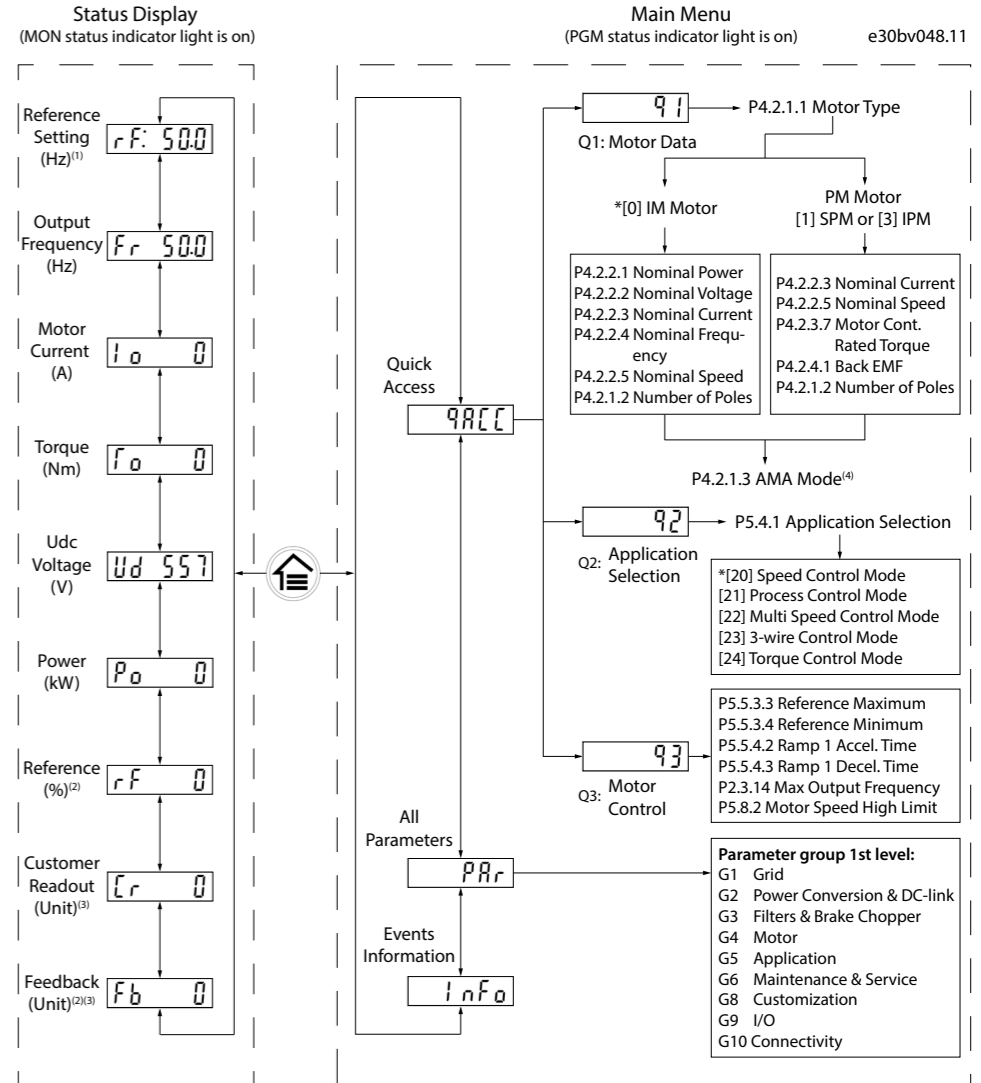 Status Display
(MON status indicator light is on)
Main Menu
(PGM status indicator light is on)
e30bv048.11
Reference
Setting
(Hz)(1)
rF: 50.0
Output
Frequency
(Hz)
Fr 50.0
Motor
Current
(A)
Io 0
Torque
(Nm)
To 0
Udc
Voltage
(V)
Ud 557
Power
(kW)
Po 0
Reference
(%)(2)
rF 0
Customer
Readout
(Unit)(3)
Cr 0
Feedback
(Unit)(2)(3)
Fb 0
Quick
Access
qACC
All
Parameters
PAr
Events
Information
InFo
q1
Q1: Motor Data
P4.2.1.1 Motor Type
*[0] IM Motor
PM Motor
[1] SPM or [3] IPM
P4.2.2.1 Nominal Power
P4.2.2.2 Nominal Voltage
P4.2.2.3 Nominal Current
P4.2.2.4 Nominal Frequ-
ency
P4.2.2.5 Nominal Speed
P4.2.1.2 Number of Poles
P4.2.2.3 Nominal Current
P4.2.2.5 Nominal Speed
P4.2.3.7 Motor Cont.
Rated Torque
P4.2.4.1 Back EMF
P4.2.1.2 Number of Poles
P4.2.1.3 AMA Mode(4)
q2
Q2: Application
Selection
P5.4.1 Application Selection
*[20] Speed Control Mode
[21] Process Control Mode
[22] Multi Speed Control Mode
[23] 3-wire Control Mode
[24] Torque Control Mode
q3
Q3: Motor
Control
P5.5.3.3 Reference Maximum
P5.5.3.4 Reference Minimum
P5.5.4.2 Ramp 1 Accel. Time
P5.5.4.3 Ramp 1 Decel. Time
P2.3.14 Max Output Frequency
P5.8.2 Motor Speed High Limit
Parameter group 1st level:
G1 Grid
G2 Power Conversion & DC-link
G3 Filters & Brake Chopper
G4 Motor
G5 Application
G6 Maintenance & Service
G8 Customization
G9 I/O
G10 Connectivity